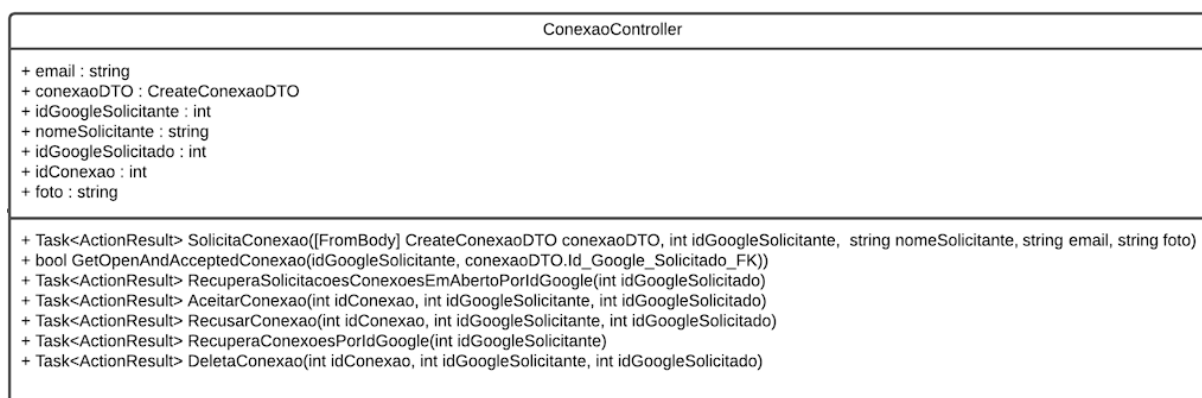 ConexaoController
+ email : string
+ conexaoDTO : CreateConexaoDTO
+ idGoogleSolicitante : int
+ nomeSolicitante : string
+ idGoogleSolicitado : int
+ idConexao : int
+ foto : string
+ Task<ActionResult> SolicitaConexao([FromBody] CreateConexaoDTO conexaoDTO, int idGoogleSolicitante, string nomeSolicitante, string email, string foto)
+ bool GetOpenAndAcceptedConexao(idGoogleSolicitante, conexaoDTO.Id_Google_Solicitado_FK))
+ Task<ActionResult> RecuperaSolicitacoesConexoesEmAbertoPorIdGoogle(int idGoogleSolicitado)
+ Task<ActionResult> AceitarConexao(int idConexao, int idGoogleSolicitante, int idGoogleSolicitado)
+ Task<ActionResult> RecusarConexao(int idConexao, int idGoogleSolicitante, int idGoogleSolicitado)
+ Task<ActionResult> RecuperaConexoesPorIdGoogle(int idGoogleSolicitante)
+ Task<ActionResult> DeletaConexao(int idConexao, int idGoogleSolicitante, int idGoogleSolicitado)